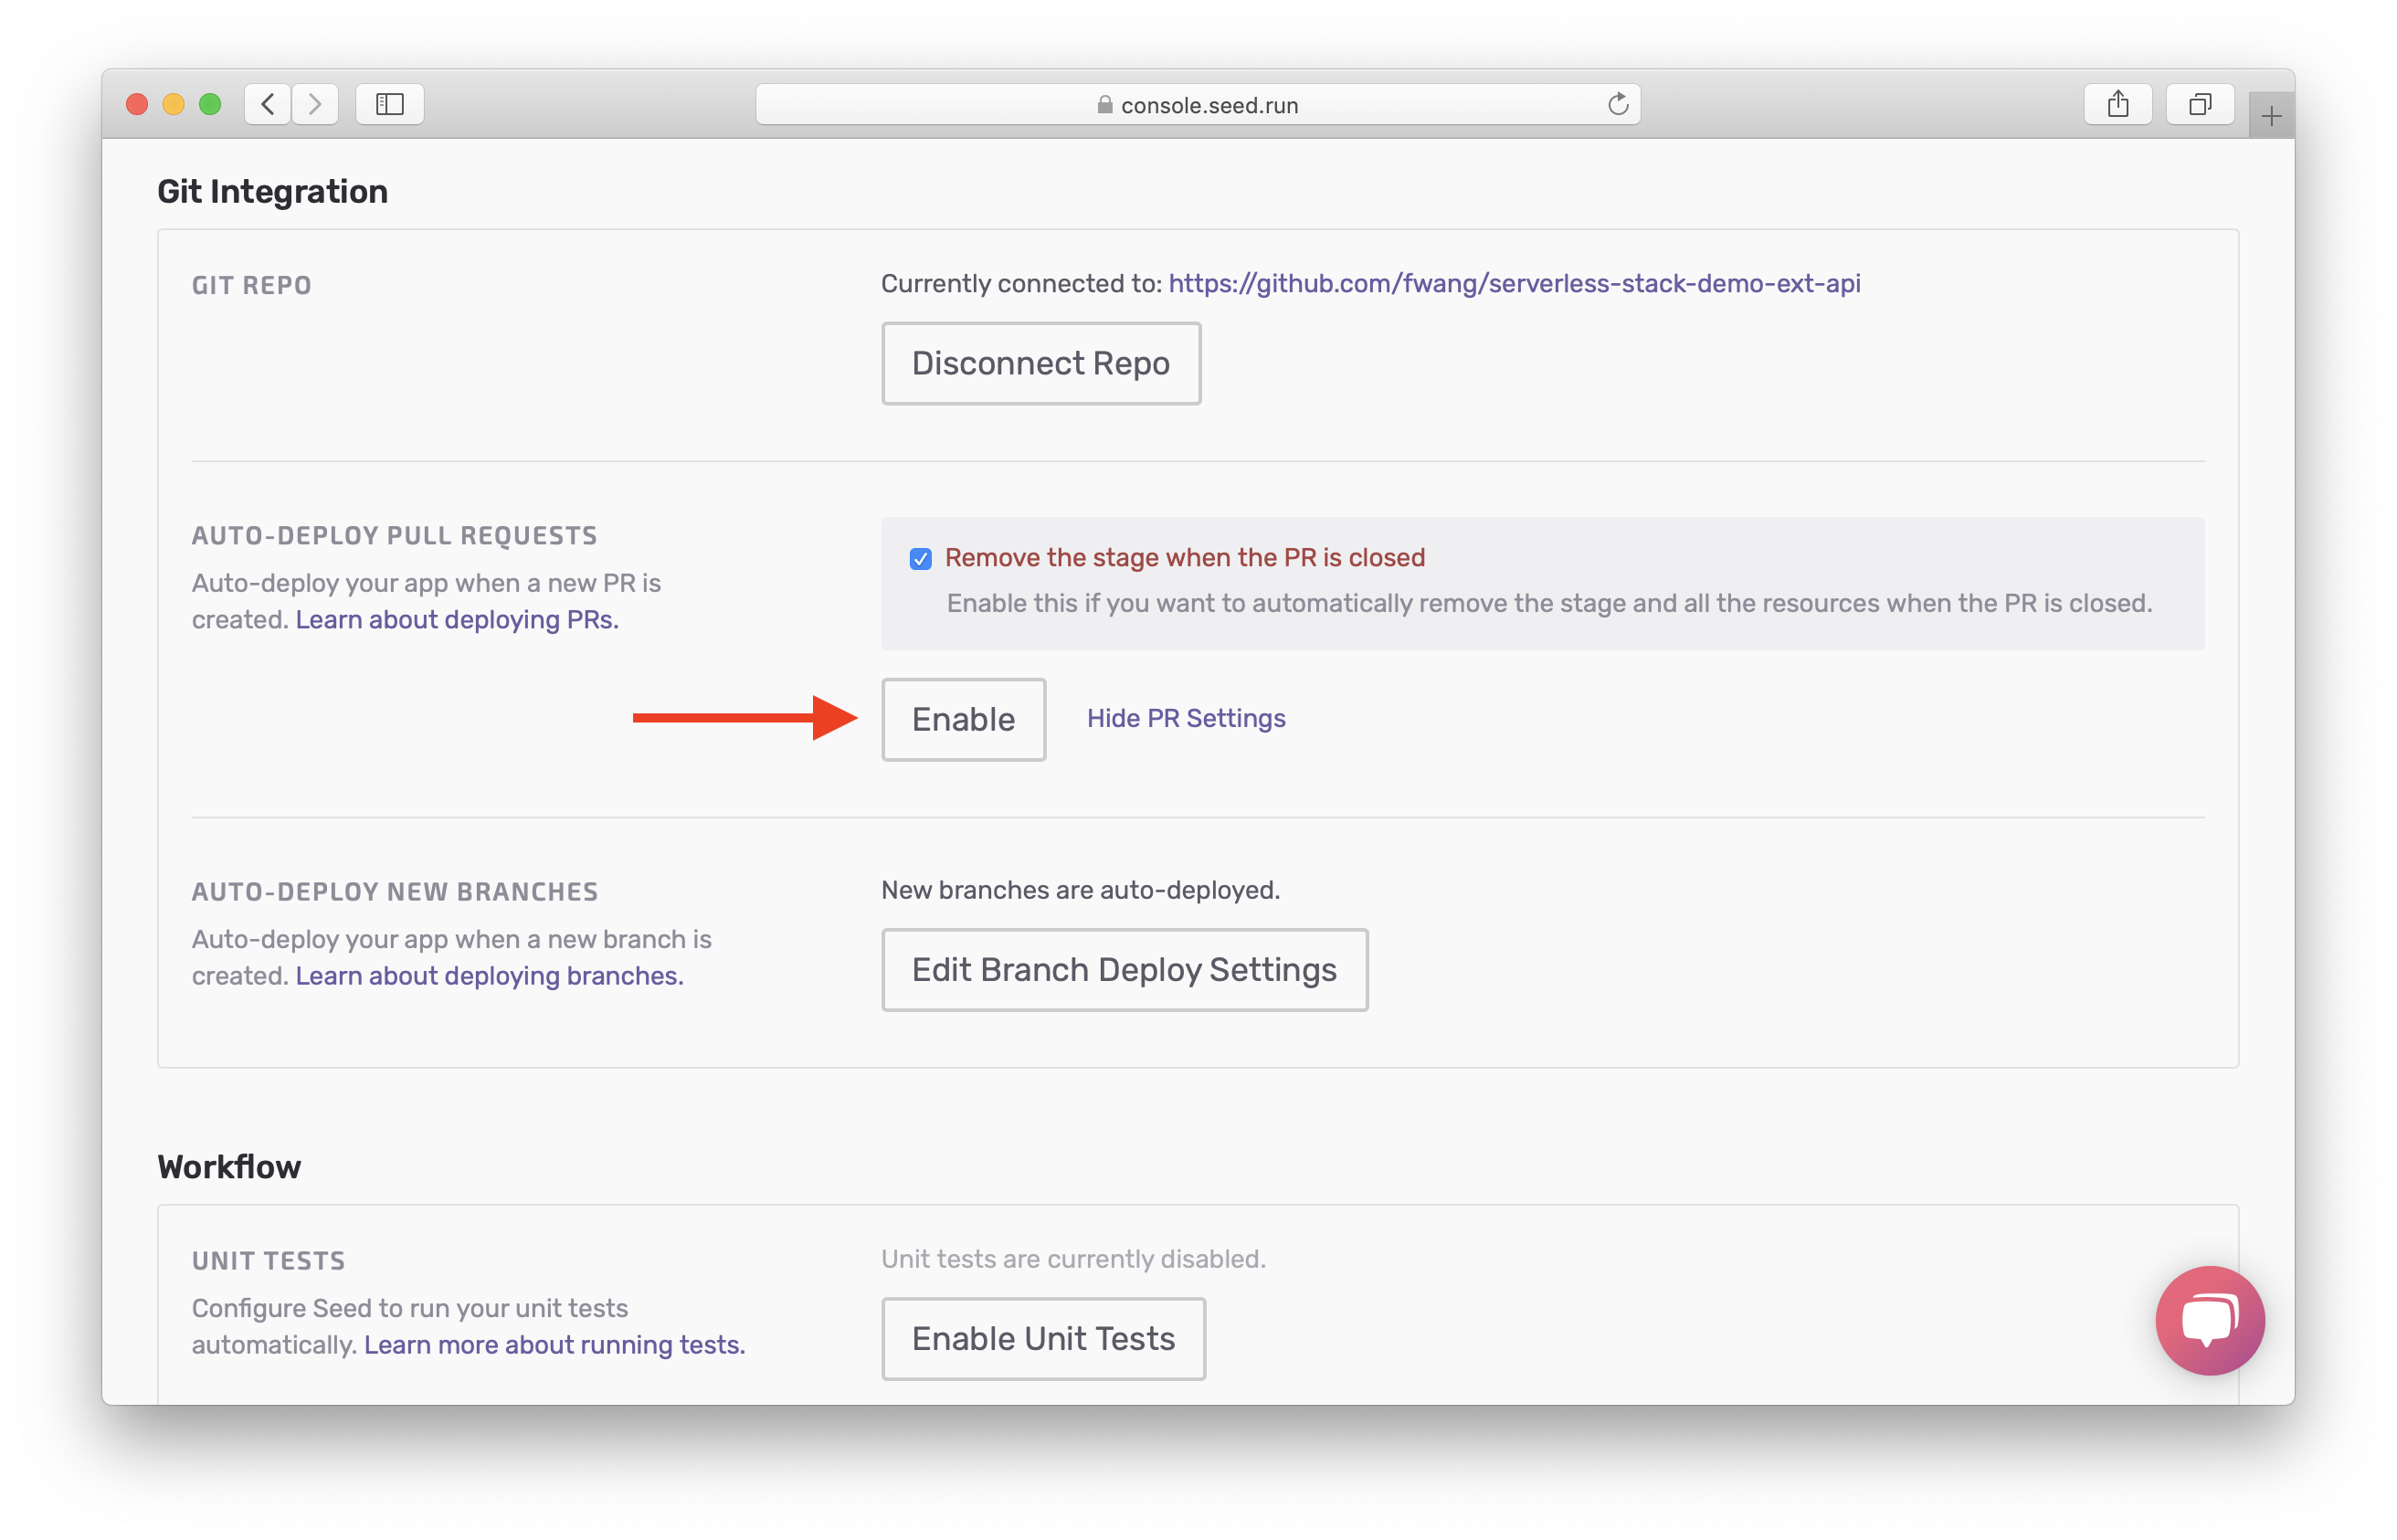 console.seed.run
Git Integration
GIT REPO
Currently connected to: https://github.com/fwang/serverless-stack-demo-ext-api
Disconnect Repo
AUTO-DEPLOY PULL REQUESTS
Auto-deploy your app when a new PR is
created. Learn about deploying PRs.
Remove the stage when the PR is closed
Enable this if you want to automatically remove the stage and all the resources when the PR is closed.
Enable
Hide PR Settings
AUTO-DEPLOY NEW BRANCHES
Auto-deploy your app when a new branch is
created. Learn about deploying branches.
New branches are auto-deployed.
Edit Branch Deploy Settings
Workflow
UNIT TESTS
Configure Seed to run your unit tests
automatically. Learn more about running tests.
Unit tests are currently disabled.
Enable Unit Tests